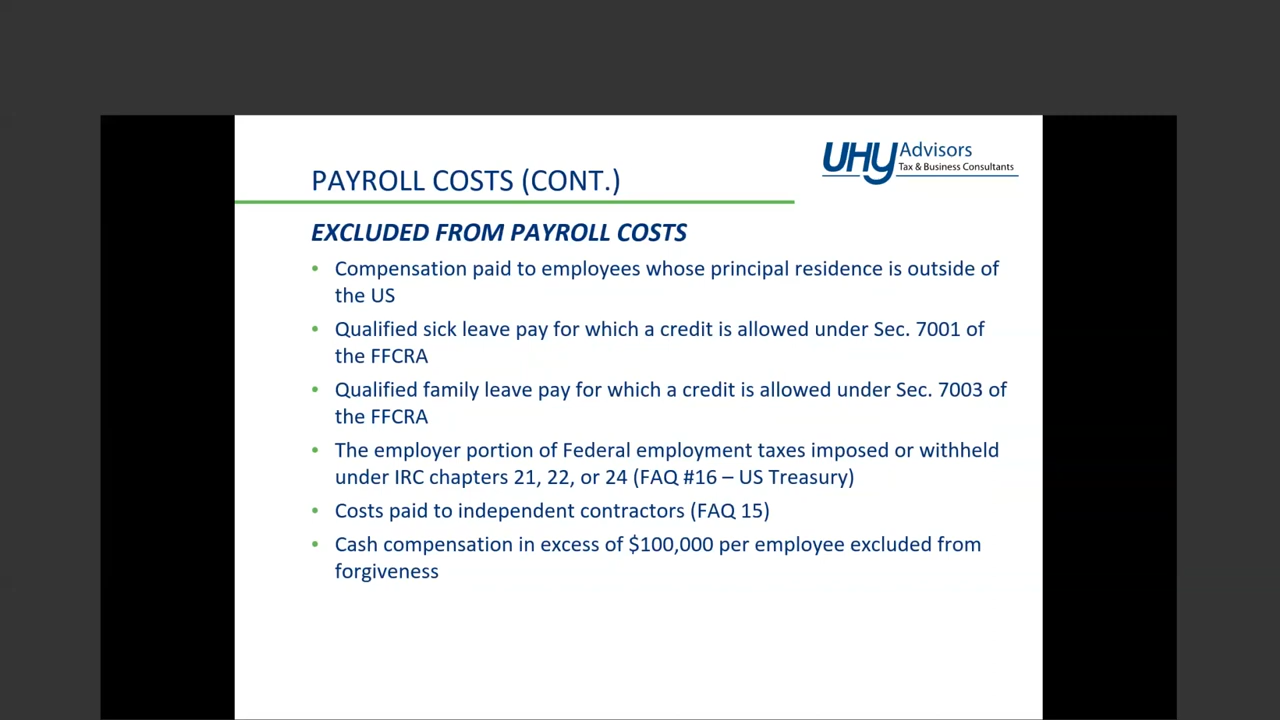 UHY Advisors
Tax & Business Consultants
PAYROLL COSTS (CONT.)
EXCLUDED FROM PAYROLL COSTS
• Compensation paid to employees whose principal residence is outside of
the US
• Qualified sick leave pay for which a credit is allowed under Sec. 7001 of
the FFCRA
• Qualified family leave pay for which a credit is allowed under Sec. 7003 of
the FFCRA
• The employer portion of Federal employment taxes imposed or withheld
under IRC chapters 21, 22, or 24 (FAQ #16 – US Treasury)
• Costs paid to independent contractors (FAQ 15)
• Cash compensation in excess of $100,000 per employee excluded from
forgiveness